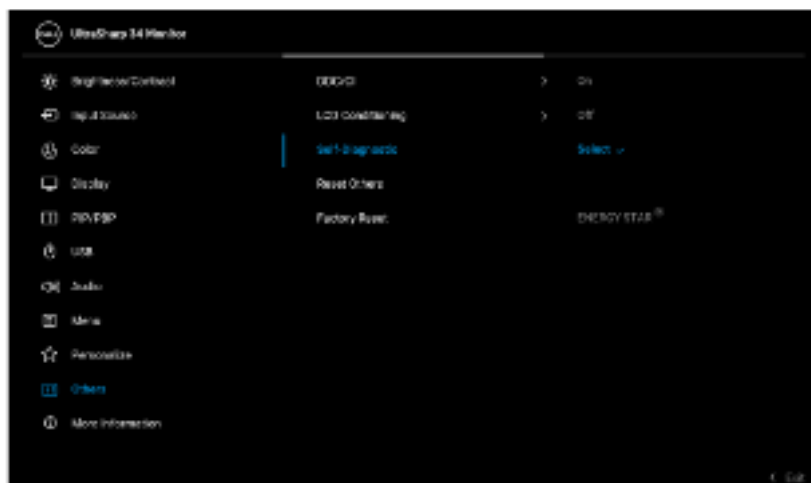 DELL UltraSharp 34 Monitor
Brightness/Contrast
DDC/CI
On
Input Source
LCD Conditioning
Off
Color
Self-Diagnostic
Select
Display
Reset Others
PIP/PBP
Factory Reset
ENERGY STAR®
USB
Audio
Menu
Personalize
Others
More Information
Exit